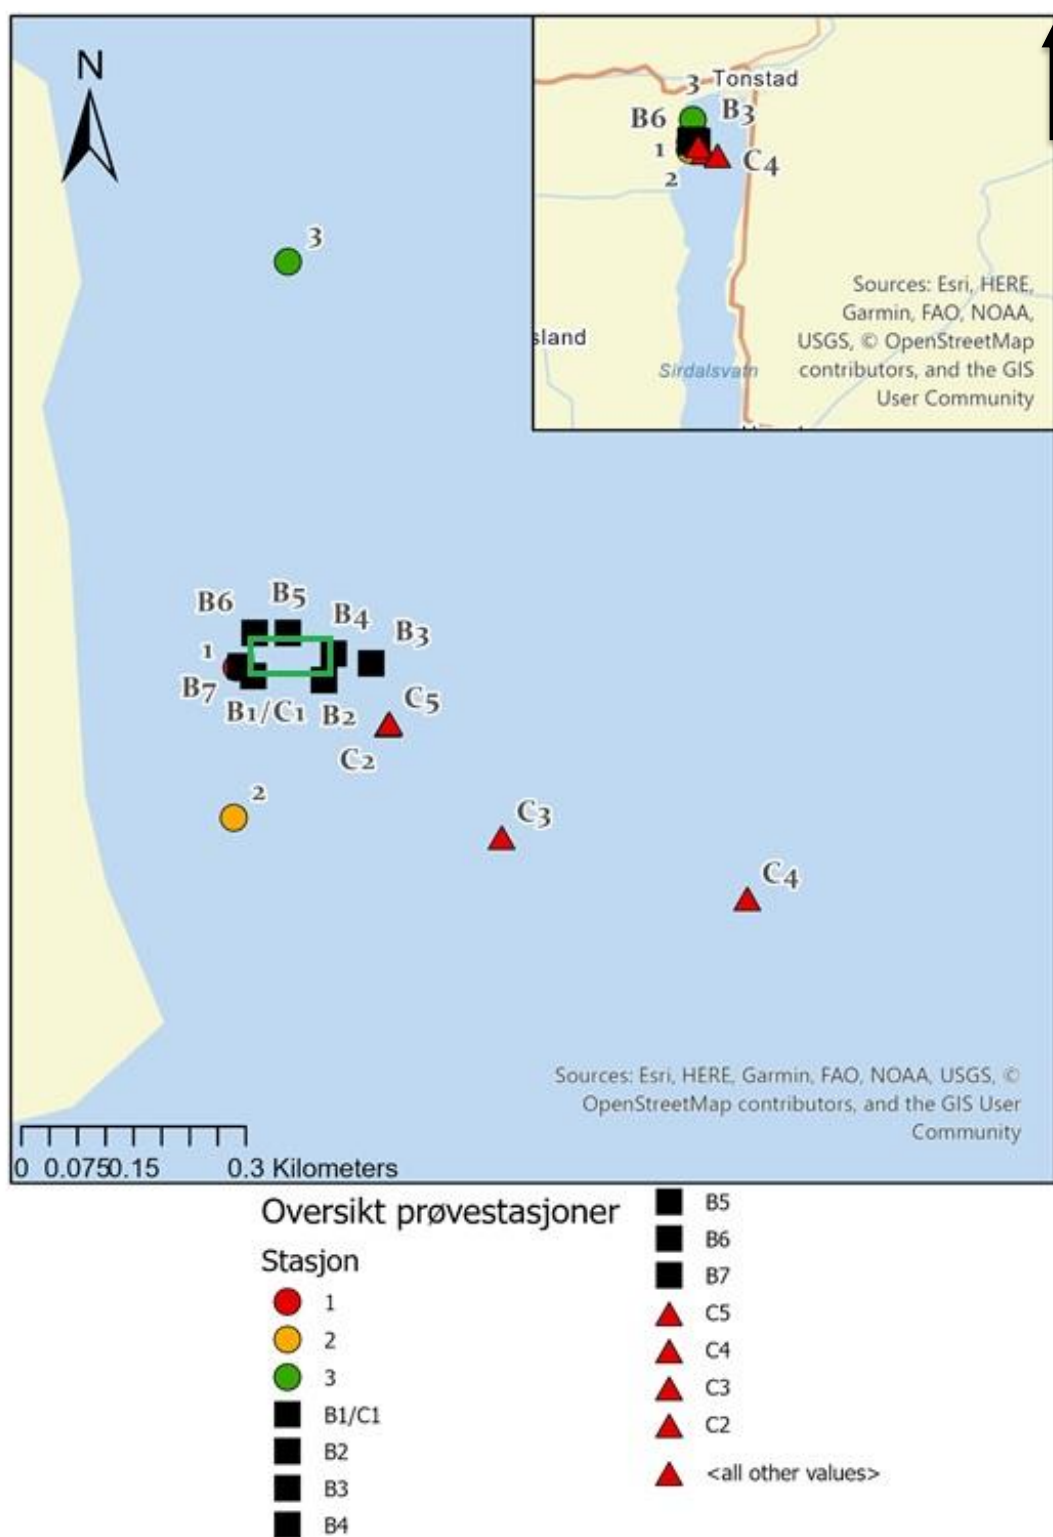 N
3
Tonstad
3
B6
B3
1
C4
2
Sources: Esri, HERE,
Garmin, FAO, NOAA,
USGS, © OpenStreetMap
contributors, and the GIS
User Community
sland
Sirdalsvatn
B6
B5
B4
B3
1
B7
B1/C1
B2
C5
C2
2
C3
C4
Sources: Esri, HERE, Garmin, FAO, NOAA, USGS, ©
OpenStreetMap contributors, and the GIS User
Community
0 0.075 0.15 0.3 Kilometers
Oversikt prøvestasjoner
Stasjon
1
2
3
B1/C1
B2
B3
B4
B5
B6
B7
C5
C4
C3
C2
<all other values>